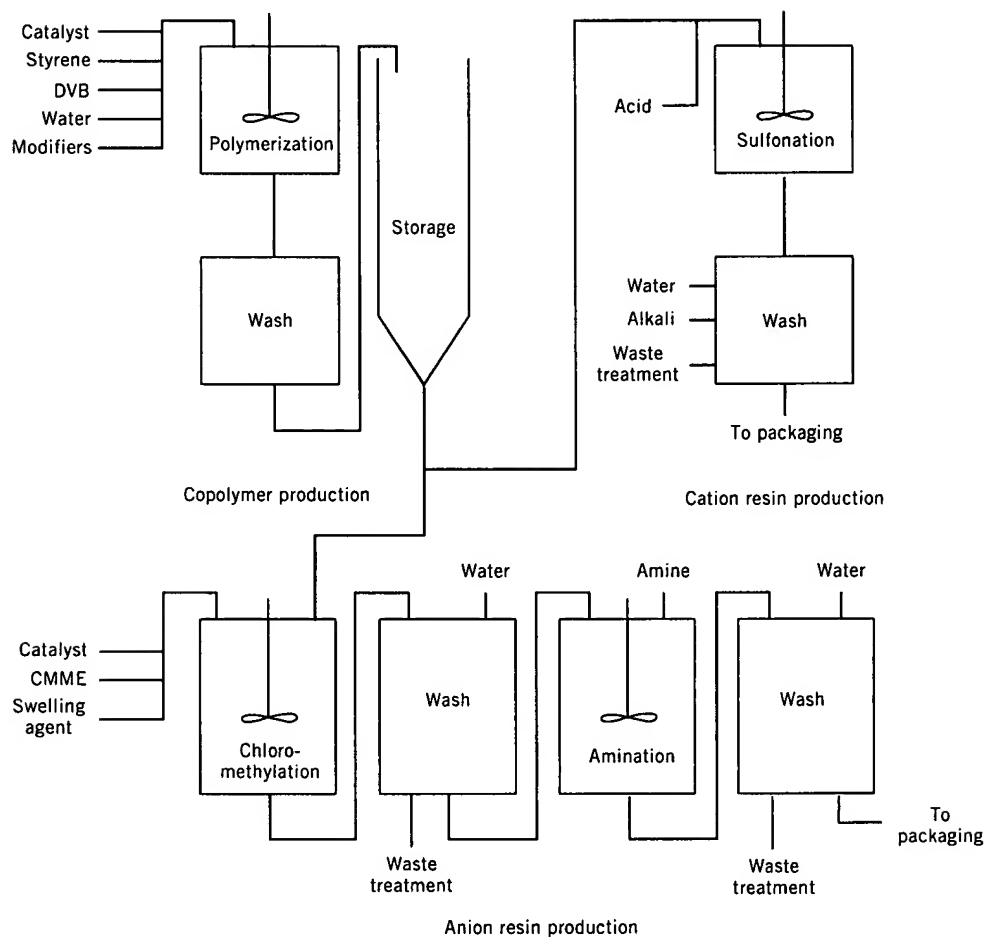 Catalyst
Styrene
DVB
Water
Modifiers
Polymerization
Wash
Storage
Copolymer production
Acid
Sulfonation
Water
Alkali
Waste
treatment
Wash
To packaging
Cation resin production
Catalyst
CMME
Swelling
agent
Chloro-
methylation
Water
Wash
Waste
treatment
Amine
Amination
Water
Wash
Waste
treatment
To
packaging
Anion resin production